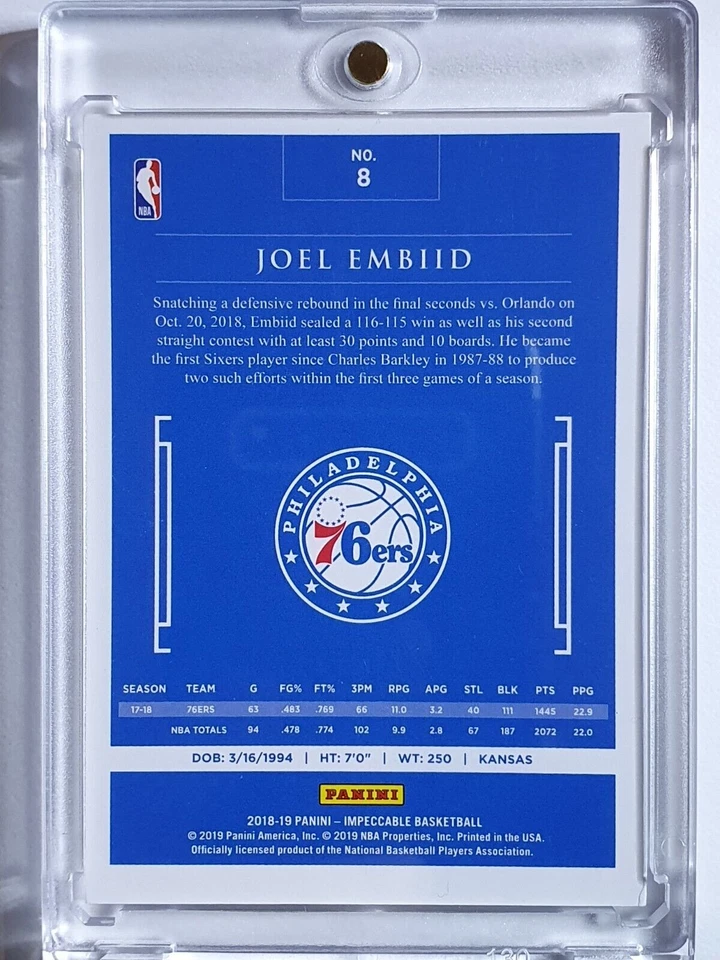 NO.
8
NBA
JOEL EMBIID
Snatching a defensive rebound in the final seconds vs. Orlando on
Oct. 20, 2018, Embiid sealed a 116-115 win as well as his second
straight contest with at least 30 points and 10 boards. He became
the first Sixers player since Charles Barkley in 1987-88 to produce
two such efforts within the first three games of a season.
PHILADELPHIA
76ers
SEASON TEAM G FG% FT% 3PM RPG APG STL BLK PTS PPG
17-18 76ERS 63 .483 .769 66 11.0 3.2 40 111 1445 22.9
NBA TOTALS 94 .478 .774 102 9.9 2.8 67 187 2072 22.0
DOB: 3/16/1994 | HT: 7'0" | WT: 250 | KANSAS
PANINI
2018-19 PANINI – IMPECCABLE BASKETBALL
© 2019 Panini America, Inc. © 2019 NBA Properties, Inc. Printed in the USA.
Officially licensed product of the National Basketball Players Association.